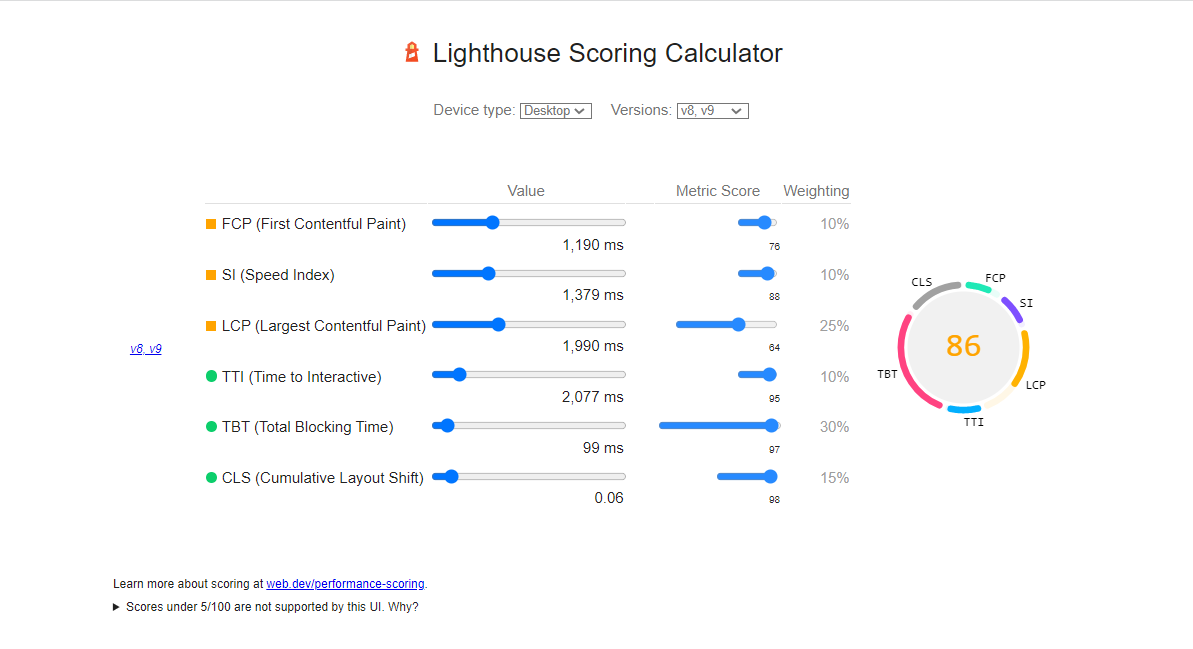 Lighthouse Scoring Calculator
Device type: Desktop Versions: v8, v9
Value Metric Score Weighting
FCP (First Contentful Paint) 10%
1,190 ms 76
SI (Speed Index) 10%
1,379 ms 88
LCP (Largest Contentful Paint) 25%
1,990 ms 64
v8, v9
TTI (Time to Interactive) 10%
2,077 ms 95
TBT (Total Blocking Time) 30%
99 ms 97
CLS (Cumulative Layout Shift) 15%
0.06 98
CLS FCP
SI
86
TBT
LCP
TTI
Learn more about scoring at web.dev/performance-scoring.
Scores under 5/100 are not supported by this UI. Why?